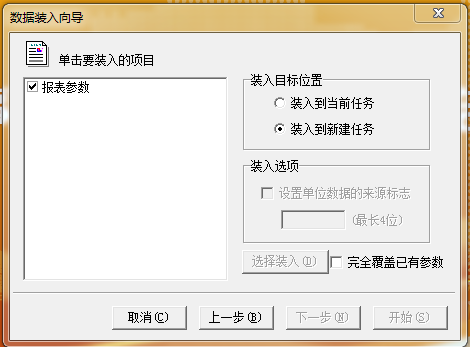 数据装入向导
单击要装入的项目
报表参数
装入目标位置
装入到当前任务
装入到新建任务
装入选项
设置单位数据的来源标志
(最长4位)
选择装入(D)
完全覆盖已有参数
取消(C)
上一步(B)
下一步(N)
开始(S)